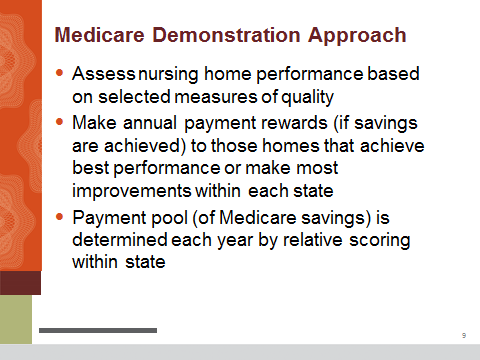 Medicare Demonstration Approach
• Assess nursing home performance based
on selected measures of quality
• Make annual payment rewards (if savings
are achieved) to those homes that achieve
best performance or make most
improvements within each state
• Payment pool (of Medicare savings) is
determined each year by relative scoring
within state
9